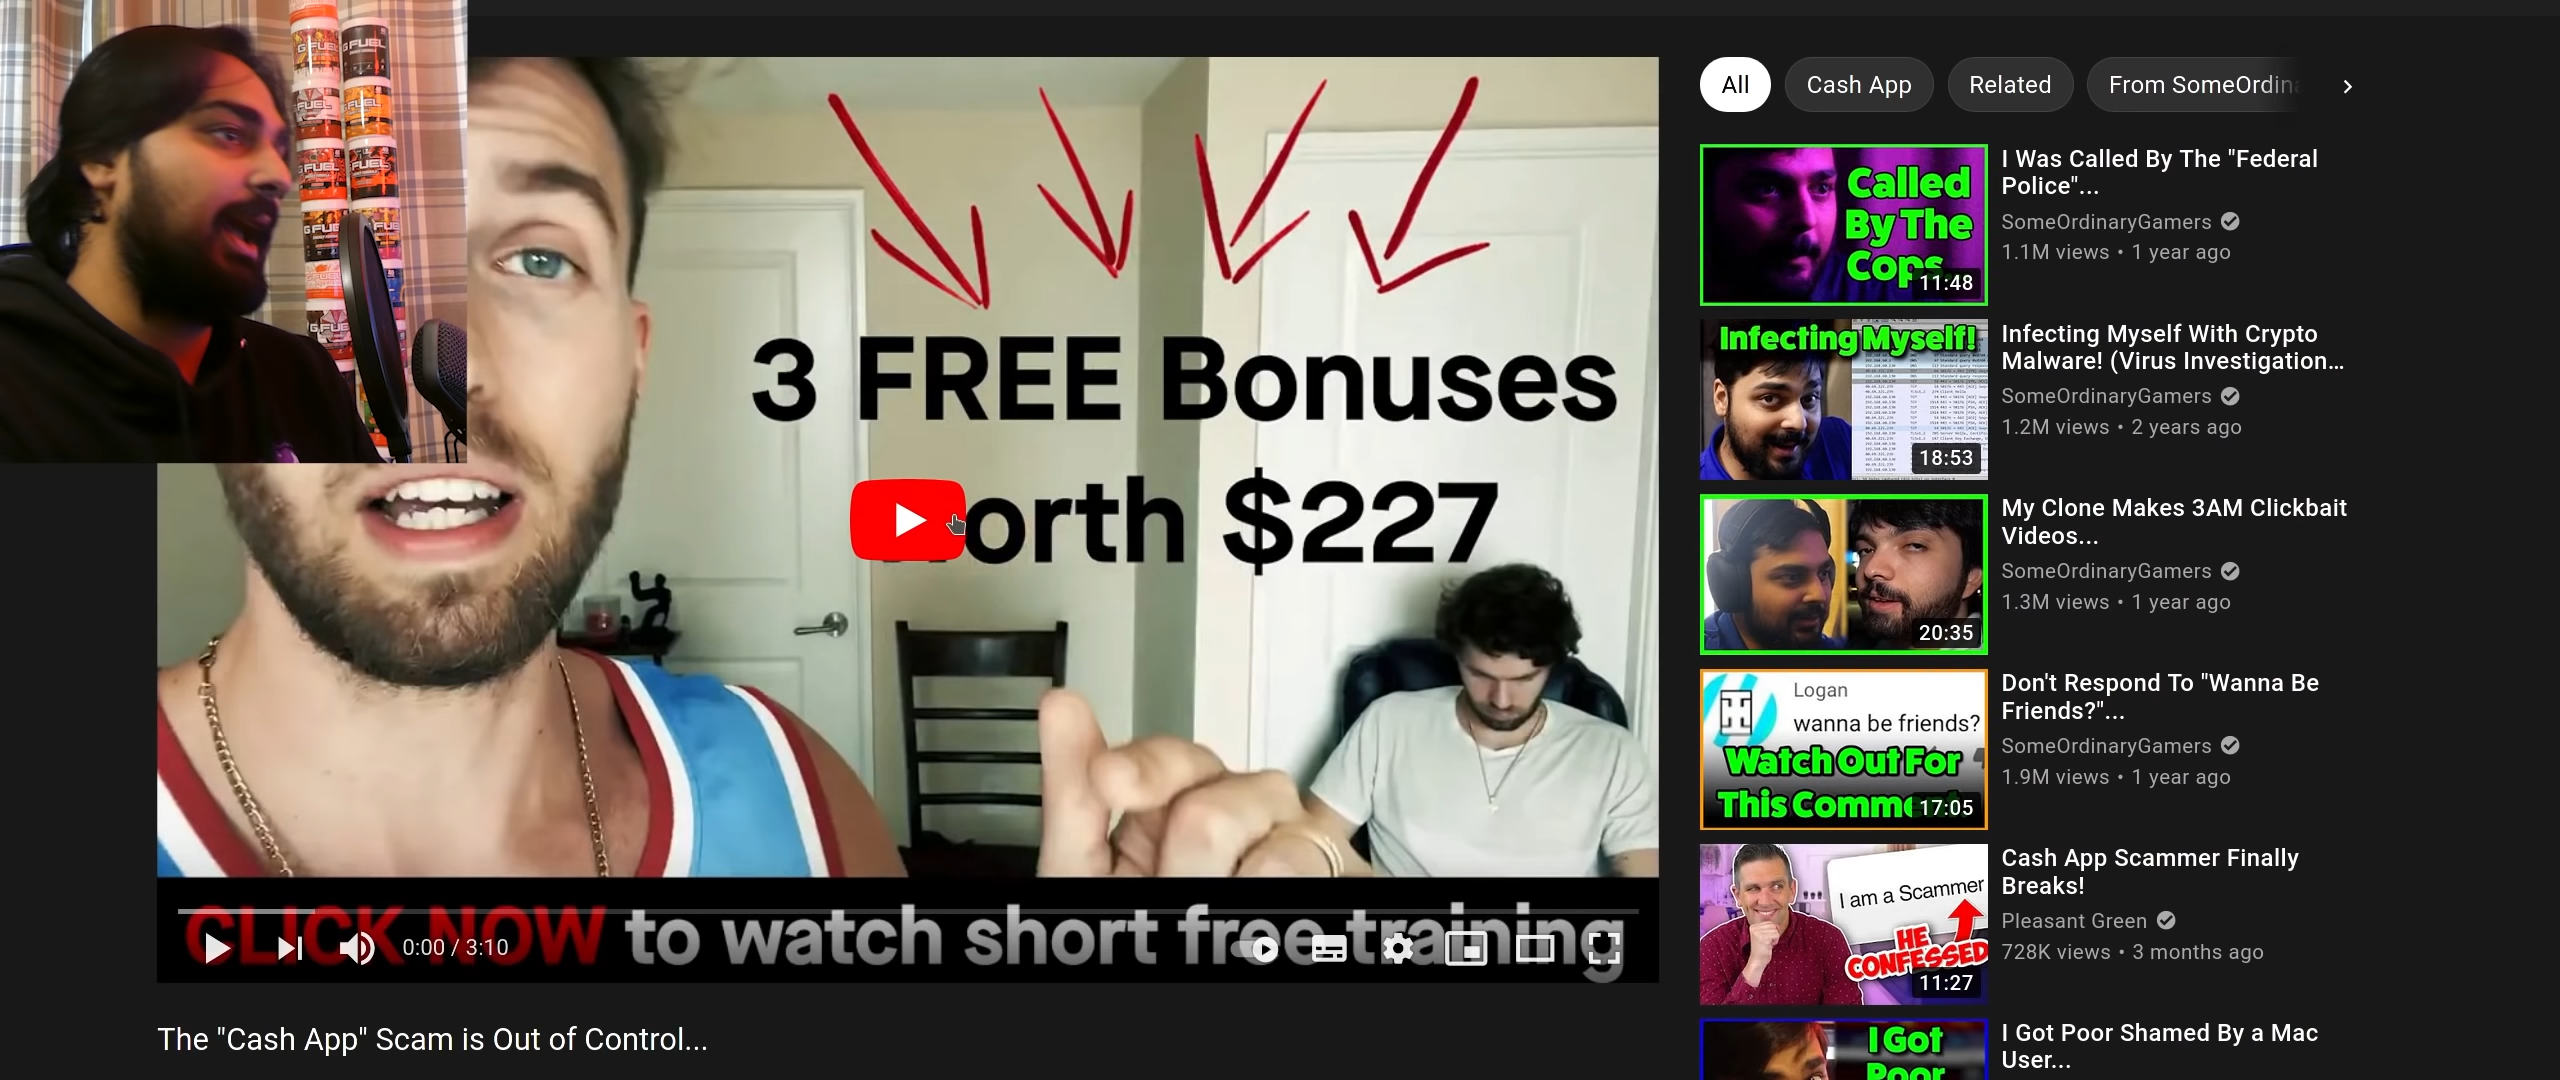 G FUEL
G FUEL
3 FREE Bonuses
orth $227
CLICK NOW to watch short free training
0:00 / 3:10
The "Cash App" Scam is Out of Control...
All
Cash App
Related
From SomeOrdin
Called
By The
Cops
11:48
I Was Called By The "Federal
Police"...
SomeOrdinaryGamers
1.1M views • 1 year ago
Infecting Myself!
18:53
Infecting Myself With Crypto
Malware! (Virus Investigation...
SomeOrdinaryGamers
1.2M views • 2 years ago
20:35
My Clone Makes 3AM Clickbait
Videos...
SomeOrdinaryGamers
1.3M views • 1 year ago
Logan
wanna be friends?
Watch Out For
This Comme
17:05
Don't Respond To "Wanna Be
Friends?"...
SomeOrdinaryGamers
1.9M views • 1 year ago
I am a Scammer
HE
CONFESSED
11:27
Cash App Scammer Finally
Breaks!
Pleasant Green
728K views • 3 months ago
I Got
Poor
I Got Poor Shamed By a Mac
User...